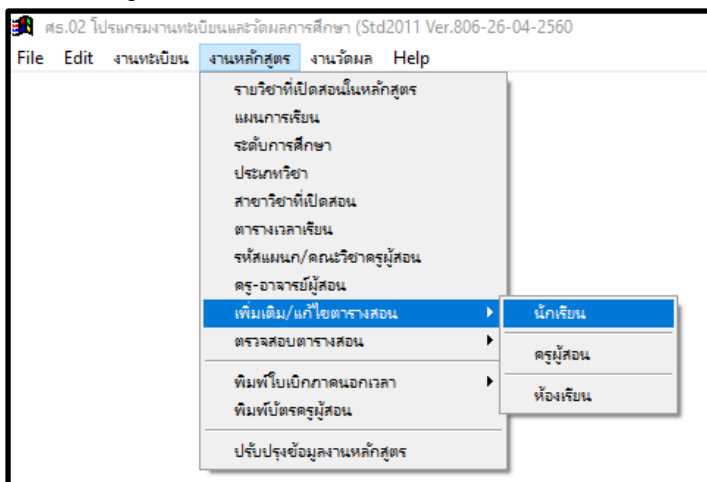 ศธ.02 โปรแกรมงานทะเบียนและวัดผลการศึกษา (Std2011 Ver.806-26-04-2560
File Edit งานทะเบียน งานหลักสูตร งานวัดผล Help
รายวิชาที่เปิดสอนในหลักสูตร
แผนการเรียน
ระดับการศึกษา
ประเภทวิชา
สาขาวิชาที่เปิดสอน
ตารางเวลาเรียน
รหัสแผนก/คณะวิชาครูผู้สอน
ครู-อาจารย์ผู้สอน
เพิ่มเติม/แก้ไขตารางสอน
นักเรียน
ตรวจสอบตารางสอน
ครูผู้สอน
พิมพ์ใบเบิกภาคนอกเวลา
ห้องเรียน
พิมพ์บัตรครูผู้สอน
ปรับปรุงข้อมูลงานหลักสูตร